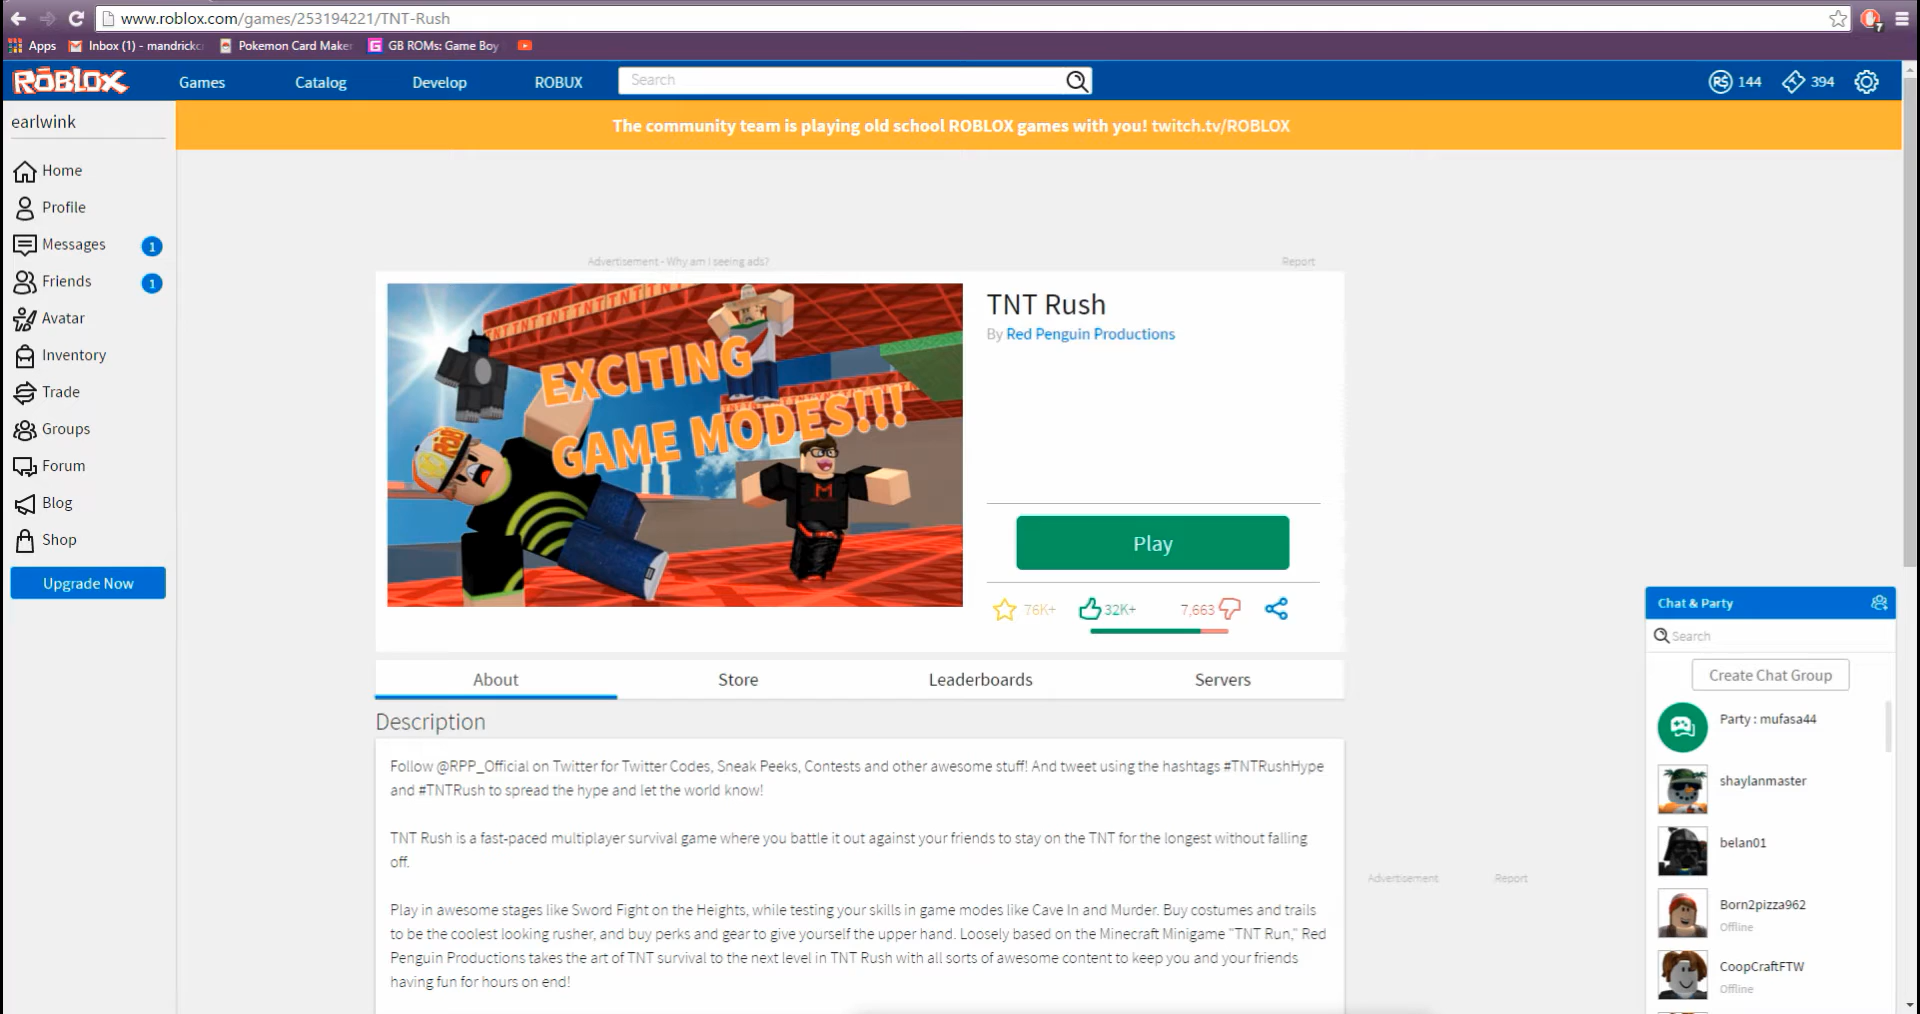 www.roblox.com/games/253194221/TNT-Rush
Apps
Inbox (1) - mandrickc
Pokemon Card Maker
GB ROMs: Game Boy
ROBLOX
Games
Catalog
Develop
ROBUX
Search
R$ 144
394
earlwink
The community team is playing old school ROBLOX games with you! twitch.tv/ROBLOX
Home
Profile
Messages 1
Friends 1
Avatar
Inventory
Trade
Groups
Forum
Blog
Shop
Upgrade Now
Advertisement - Why am I seeing ads?
Report
EXCITING
GAME MODES!!!
TNT Rush
By Red Penguin Productions
Play
76K+
32K+
7,663
About
Store
Leaderboards
Servers
Description
Follow @RPP_Official on Twitter for Twitter Codes, Sneak Peeks, Contests and other awesome stuff! And tweet using the hashtags #TNTRushHype
and #TNTRush to spread the hype and let the world know!
TNT Rush is a fast-paced multiplayer survival game where you battle it out against your friends to stay on the TNT for the longest without falling
off.
Play in awesome stages like Sword Fight on the Heights, while testing your skills in game modes like Cave In and Murder. Buy costumes and trails
to be the coolest looking rusher, and buy perks and gear to give yourself the upper hand. Loosely based on the Minecraft Minigame "TNT Run," Red
Penguin Productions takes the art of TNT survival to the next level in TNT Rush with all sorts of awesome content to keep you and your friends
having fun for hours on end!
Advertisement
Report
Chat & Party
Search
Create Chat Group
Party : mufasa44
shaylanmaster
belan01
Born2pizza962
Offline
CoopCraftFTW
Offline